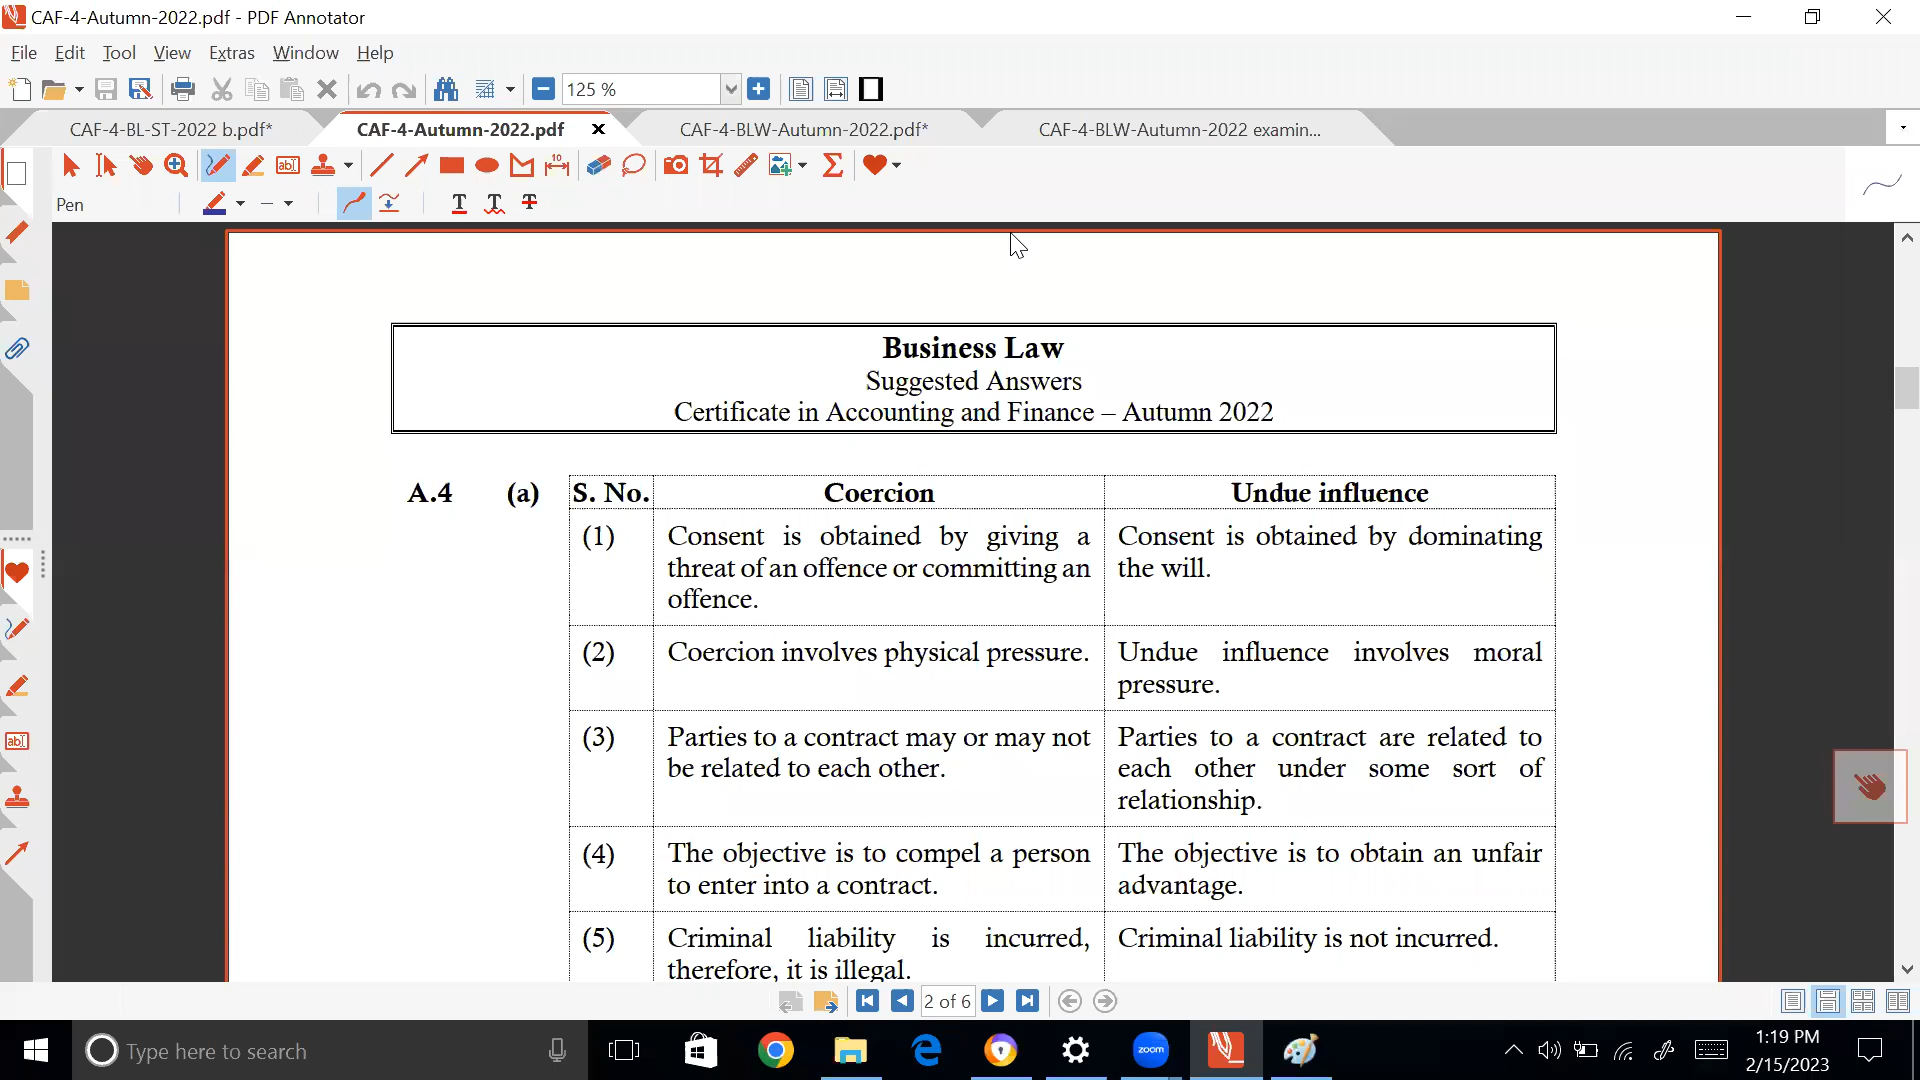 CAF-4-Autumn-2022.pdf - PDF Annotator
File Edit Tool View Extras Window Help
125 %
CAF-4-BL-ST-2022 b.pdf* CAF-4-Autumn-2022.pdf CAF-4-BLW-Autumn-2022.pdf* CAF-4-BLW-Autumn-2022 examin...
Pen
Business Law
Suggested Answers
Certificate in Accounting and Finance – Autumn 2022
A.4 (a) S. No. Coercion Undue influence
(1) Consent is obtained by giving a threat of an offence or committing an offence.
Consent is obtained by dominating the will.
(2) Coercion involves physical pressure.
Undue influence involves moral pressure.
(3) Parties to a contract may or may not be related to each other.
Parties to a contract are related to each other under some sort of relationship.
(4) The objective is to compel a person to enter into a contract.
The objective is to obtain an unfair advantage.
(5) Criminal liability is incurred, therefore, it is illegal.
Criminal liability is not incurred.
2 of 6
Type here to search
zoom
1:19 PM
2/15/2023